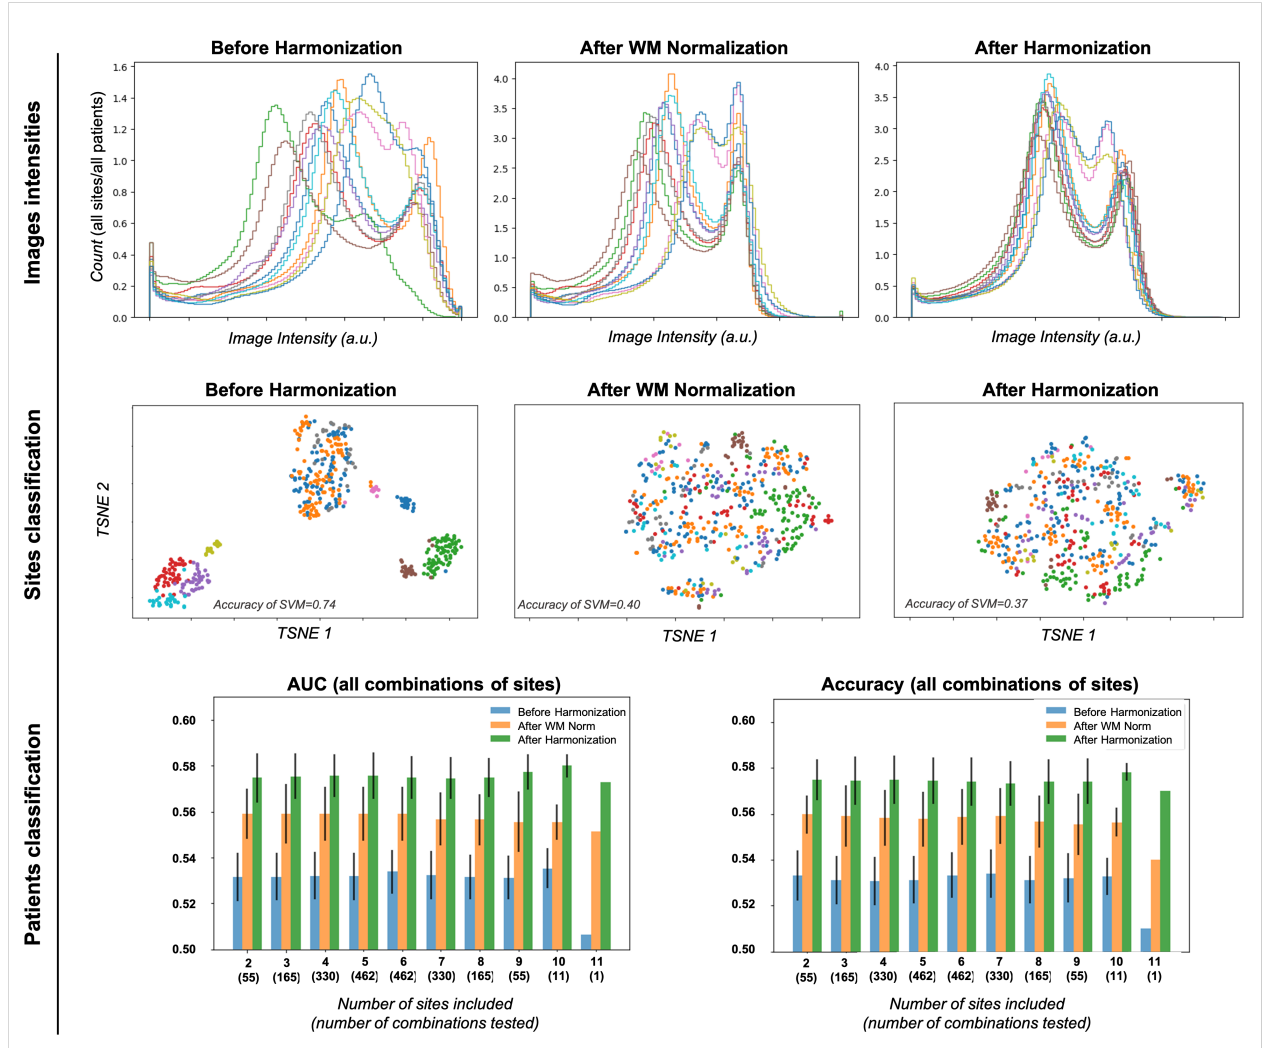 Images intensities
Before Harmonization
1.6
1.4
1.2
1.0
0.8
0.6
0.4
0.2
0.0
Count (all sites/all patients)
Image Intensity (a.u.)
After WM Normalization
4.0
3.5
3.0
2.5
2.0
1.5
1.0
0.5
0.0
Image Intensity (a.u.)
After Harmonization
4.0
3.5
3.0
2.5
2.0
1.5
1.0
0.5
0.0
Image Intensity (a.u.)
Sites classification
Before Harmonization
TSNE 2
Accuracy of SVM=0.74
TSNE 1
After WM Normalization
Accuracy of SVM=0.40
TSNE 1
After Harmonization
Accuracy of SVM=0.37
TSNE 1
Patients classification
AUC (all combinations of sites)
Before Harmonization
After WM Norm
After Harmonization
0.60
0.58
0.56
0.54
0.52
0.50
2 3 4 5 6 7 8 9 10 11
(55) (165) (330) (462) (462) (330) (165) (55) (11) (1)
Number of sites included
(number of combinations tested)
Accuracy (all combinations of sites)
Before Harmonization
After WM Norm
After Harmonization
0.60
0.58
0.56
0.54
0.52
0.50
2 3 4 5 6 7 8 9 10 11
(55) (165) (330) (462) (462) (330) (165) (55) (11) (1)
Number of sites included
(number of combinations tested)